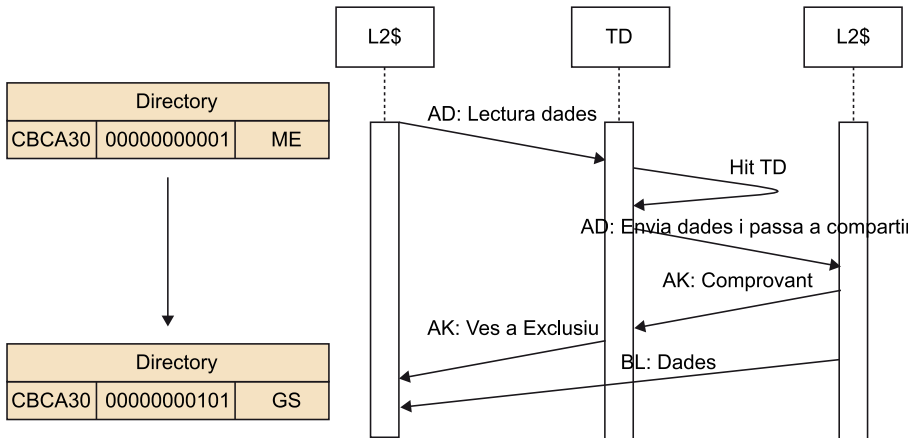 L2$
TD
L2$
Directory
CBCA30 00000000001 ME
AD: Lectura dades
Hit TD
AD: Envia dades i passa a compartir
AK: Comprovant
AK: Ves a Exclusiu
BL: Dades
Directory
CBCA30 00000000101 GS